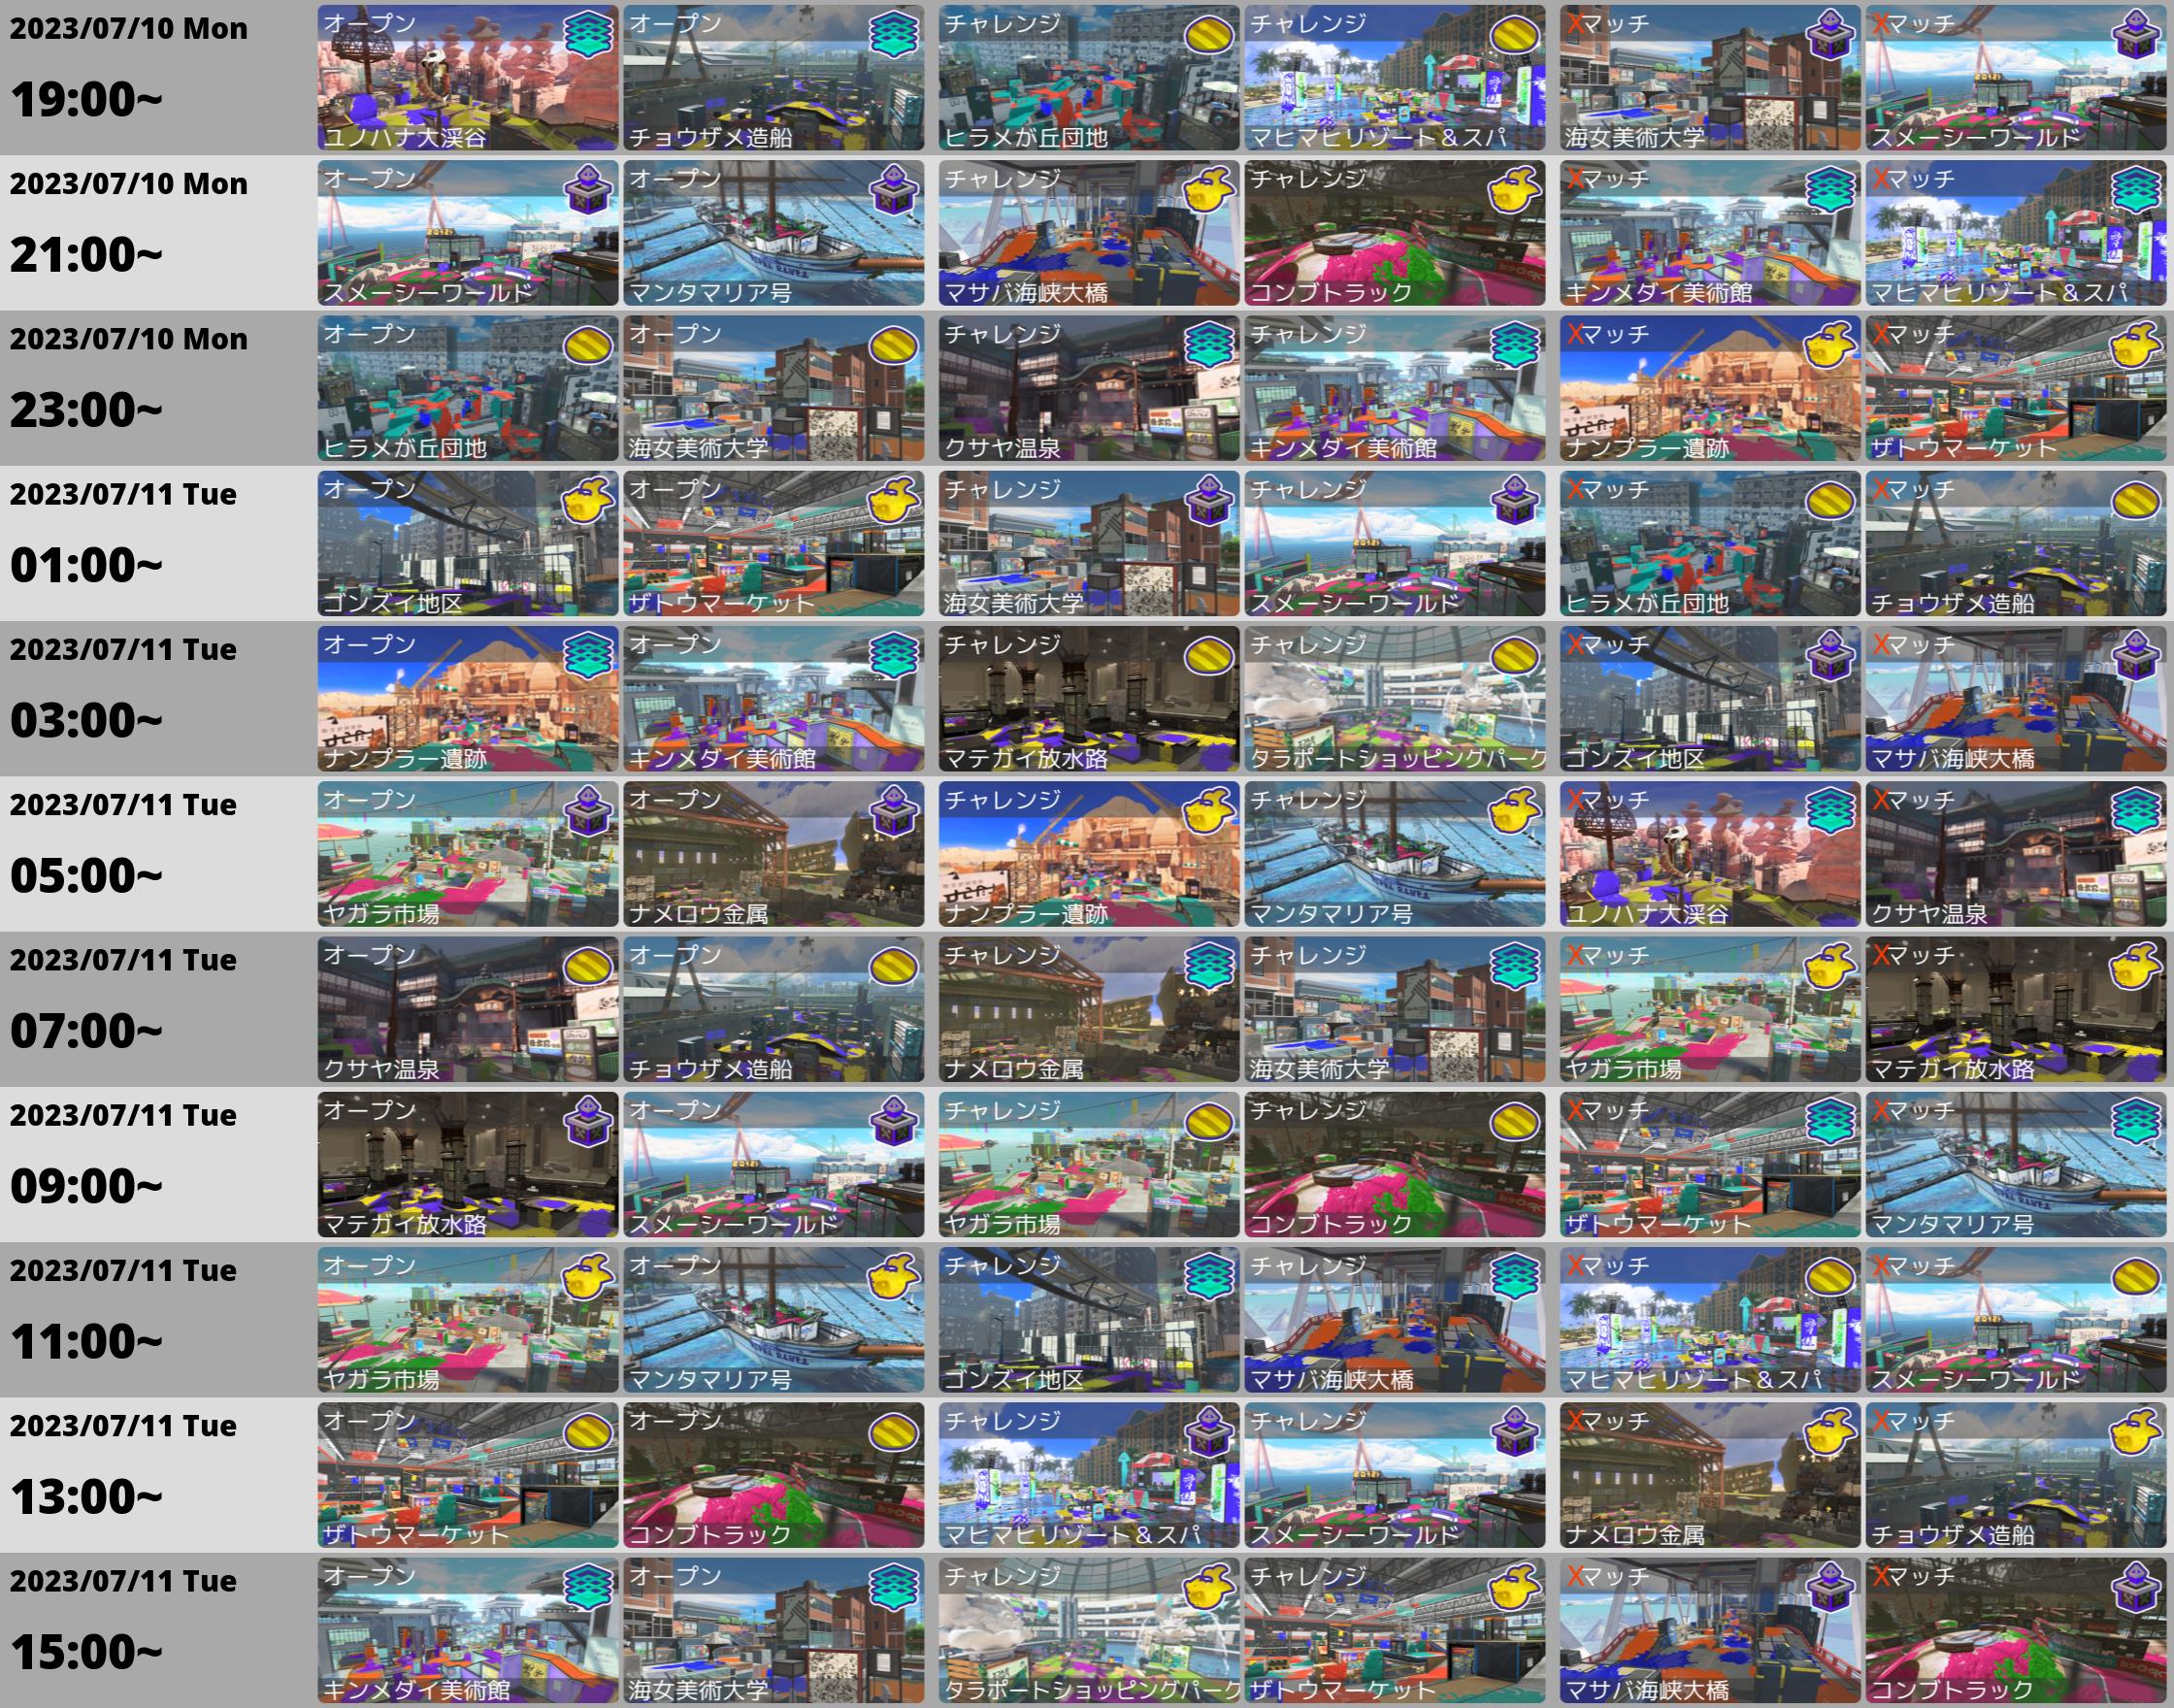 2023/07/10 Mon
19:00~
オープン オープン チャレンジ チャレンジ Xマッチ Xマッチ
ユノハナ大渓谷 チョウザメ造船 ヒラメが丘団地 マヒマヒリゾート＆スパ 海女美術大学 スメーシーワールド
2023/07/10 Mon
21:00~
オープン オープン チャレンジ チャレンジ Xマッチ Xマッチ
スメーシーワールド マンタマリア号 マサバ海峡大橋 コンブトラック キンメダイ美術館 マヒマヒリゾート＆スパ
2023/07/10 Mon
23:00~
オープン オープン チャレンジ チャレンジ Xマッチ Xマッチ
ヒラメが丘団地 海女美術大学 クサヤ温泉 キンメダイ美術館 ナンプラー遺跡 ザトウマーケット
2023/07/11 Tue
01:00~
オープン オープン チャレンジ チャレンジ Xマッチ Xマッチ
ゴンズイ地区 ザトウマーケット 海女美術大学 スメーシーワールド ヒラメが丘団地 チョウザメ造船
2023/07/11 Tue
03:00~
オープン オープン チャレンジ チャレンジ Xマッチ Xマッチ
ナンプラー遺跡 キンメダイ美術館 マテガイ放水路 タラポートショッピングパーク ゴンズイ地区 マサバ海峡大橋
2023/07/11 Tue
05:00~
オープン オープン チャレンジ チャレンジ Xマッチ Xマッチ
ヤガラ市場 ナメロウ金属 ナンプラー遺跡 マンタマリア号 ユノハナ大渓谷 クサヤ温泉
2023/07/11 Tue
07:00~
オープン オープン チャレンジ チャレンジ Xマッチ Xマッチ
クサヤ温泉 チョウザメ造船 ナメロウ金属 海女美術大学 ヤガラ市場 マテガイ放水路
2023/07/11 Tue
09:00~
オープン オープン チャレンジ チャレンジ Xマッチ Xマッチ
マテガイ放水路 スメーシーワールド ヤガラ市場 コンブトラック ザトウマーケット マンタマリア号
2023/07/11 Tue
11:00~
オープン オープン チャレンジ チャレンジ Xマッチ Xマッチ
ヤガラ市場 マンタマリア号 ゴンズイ地区 マサバ海峡大橋 マヒマヒリゾート＆スパ スメーシーワールド
2023/07/11 Tue
13:00~
オープン オープン チャレンジ チャレンジ Xマッチ Xマッチ
ザトウマーケット コンブトラック マヒマヒリゾート＆スパ スメーシーワールド ナメロウ金属 チョウザメ造船
2023/07/11 Tue
15:00~
オープン オープン チャレンジ チャレンジ Xマッチ Xマッチ
キンメダイ美術館 海女美術大学 タラポートショッピングパーク ザトウマーケット マサバ海峡大橋 コンブトラック